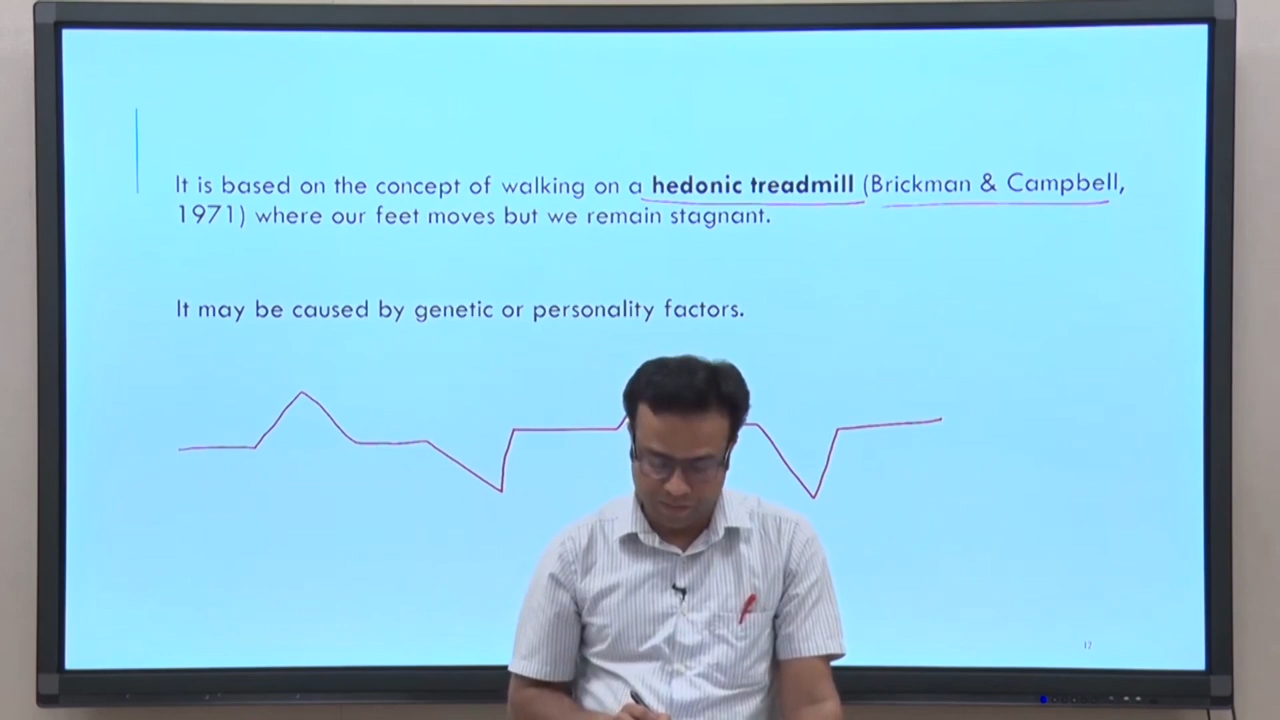 It is based on the concept of walking on a hedonic treadmill (Brickman & Campbell,
1971) where our feet moves but we remain stagnant.
It may be caused by genetic or personality factors.
12